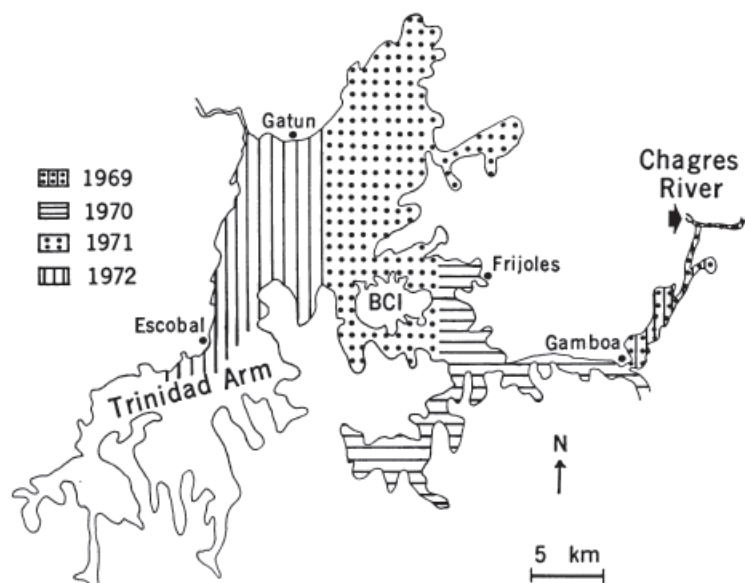 Gatun
1969
1970
1971
1972
Chagres
River
Frijoles
BCI
Escobal
Gamboa
Trinidad Arm
N
5 km